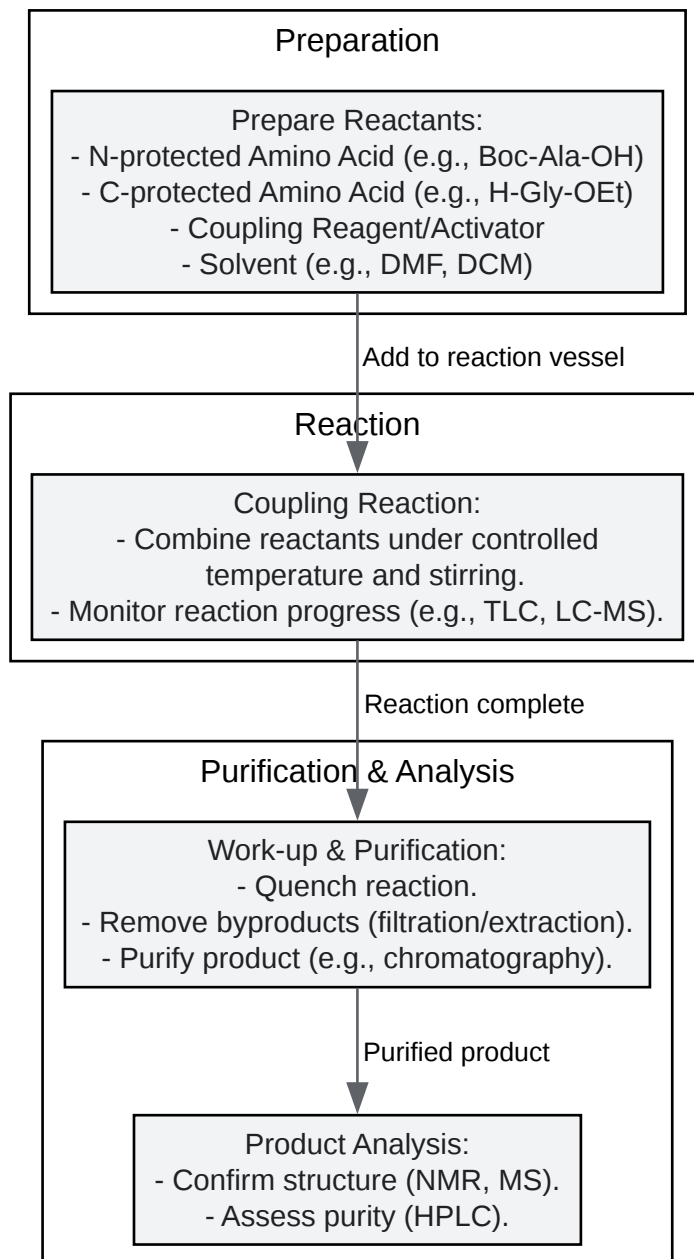 Preparation
Prepare Reactants:
- N-protected Amino Acid (e.g., Boc-Ala-OH)
- C-protected Amino Acid (e.g., H-Gly-OEt)
- Coupling Reagent/Activator
- Solvent (e.g., DMF, DCM)
Add to reaction vessel
Reaction
Coupling Reaction:
- Combine reactants under controlled
temperature and stirring.
- Monitor reaction progress (e.g., TLC, LC-MS).
Reaction complete
Purification & Analysis
Work-up & Purification:
- Quench reaction.
- Remove byproducts (filtration/extraction).
- Purify product (e.g., chromatography).
Purified product
Product Analysis:
- Confirm structure (NMR, MS).
- Assess purity (HPLC).